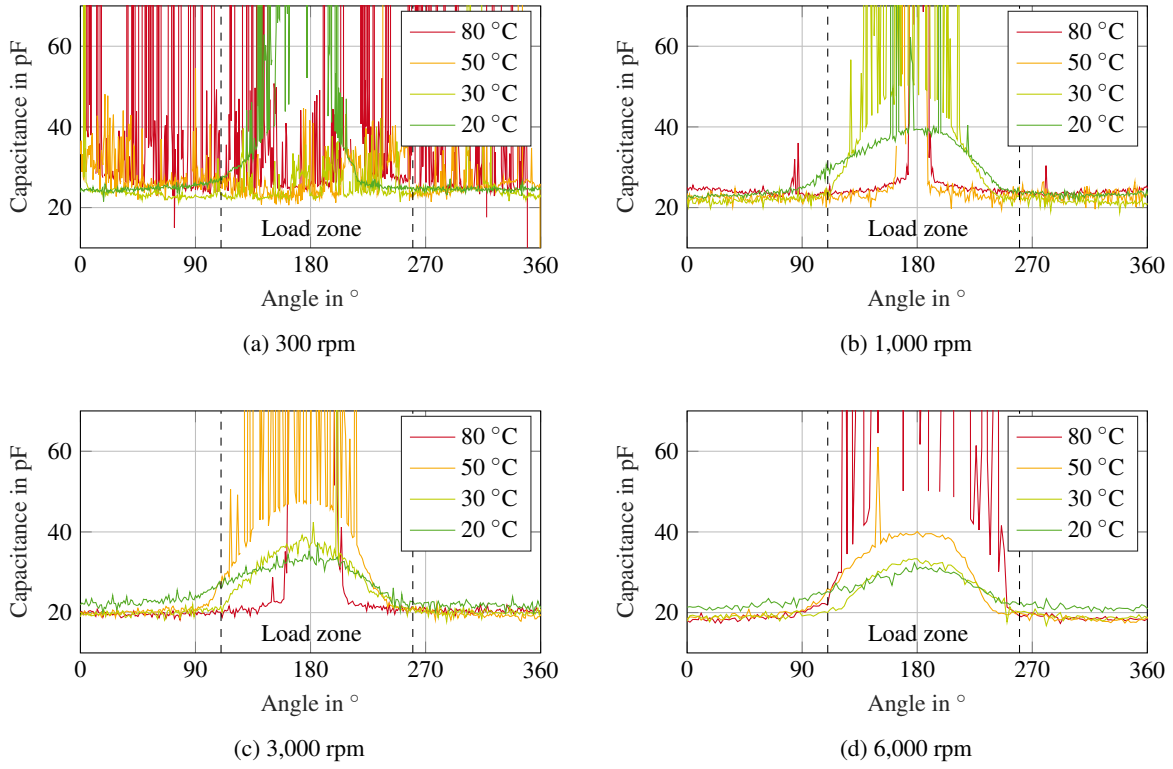 Capacitance in pF
60
40
20
80 °C
50 °C
30 °C
20 °C
Load zone
0
90
180
270
360
Angle in °
(a) 300 rpm
Capacitance in pF
60
40
20
80 °C
50 °C
30 °C
20 °C
Load zone
0
90
180
270
360
Angle in °
(b) 1,000 rpm
Capacitance in pF
60
40
20
80 °C
50 °C
30 °C
20 °C
Load zone
0
90
180
270
360
Angle in °
(c) 3,000 rpm
Capacitance in pF
60
40
20
80 °C
50 °C
30 °C
20 °C
Load zone
0
90
180
270
360
Angle in °
(d) 6,000 rpm